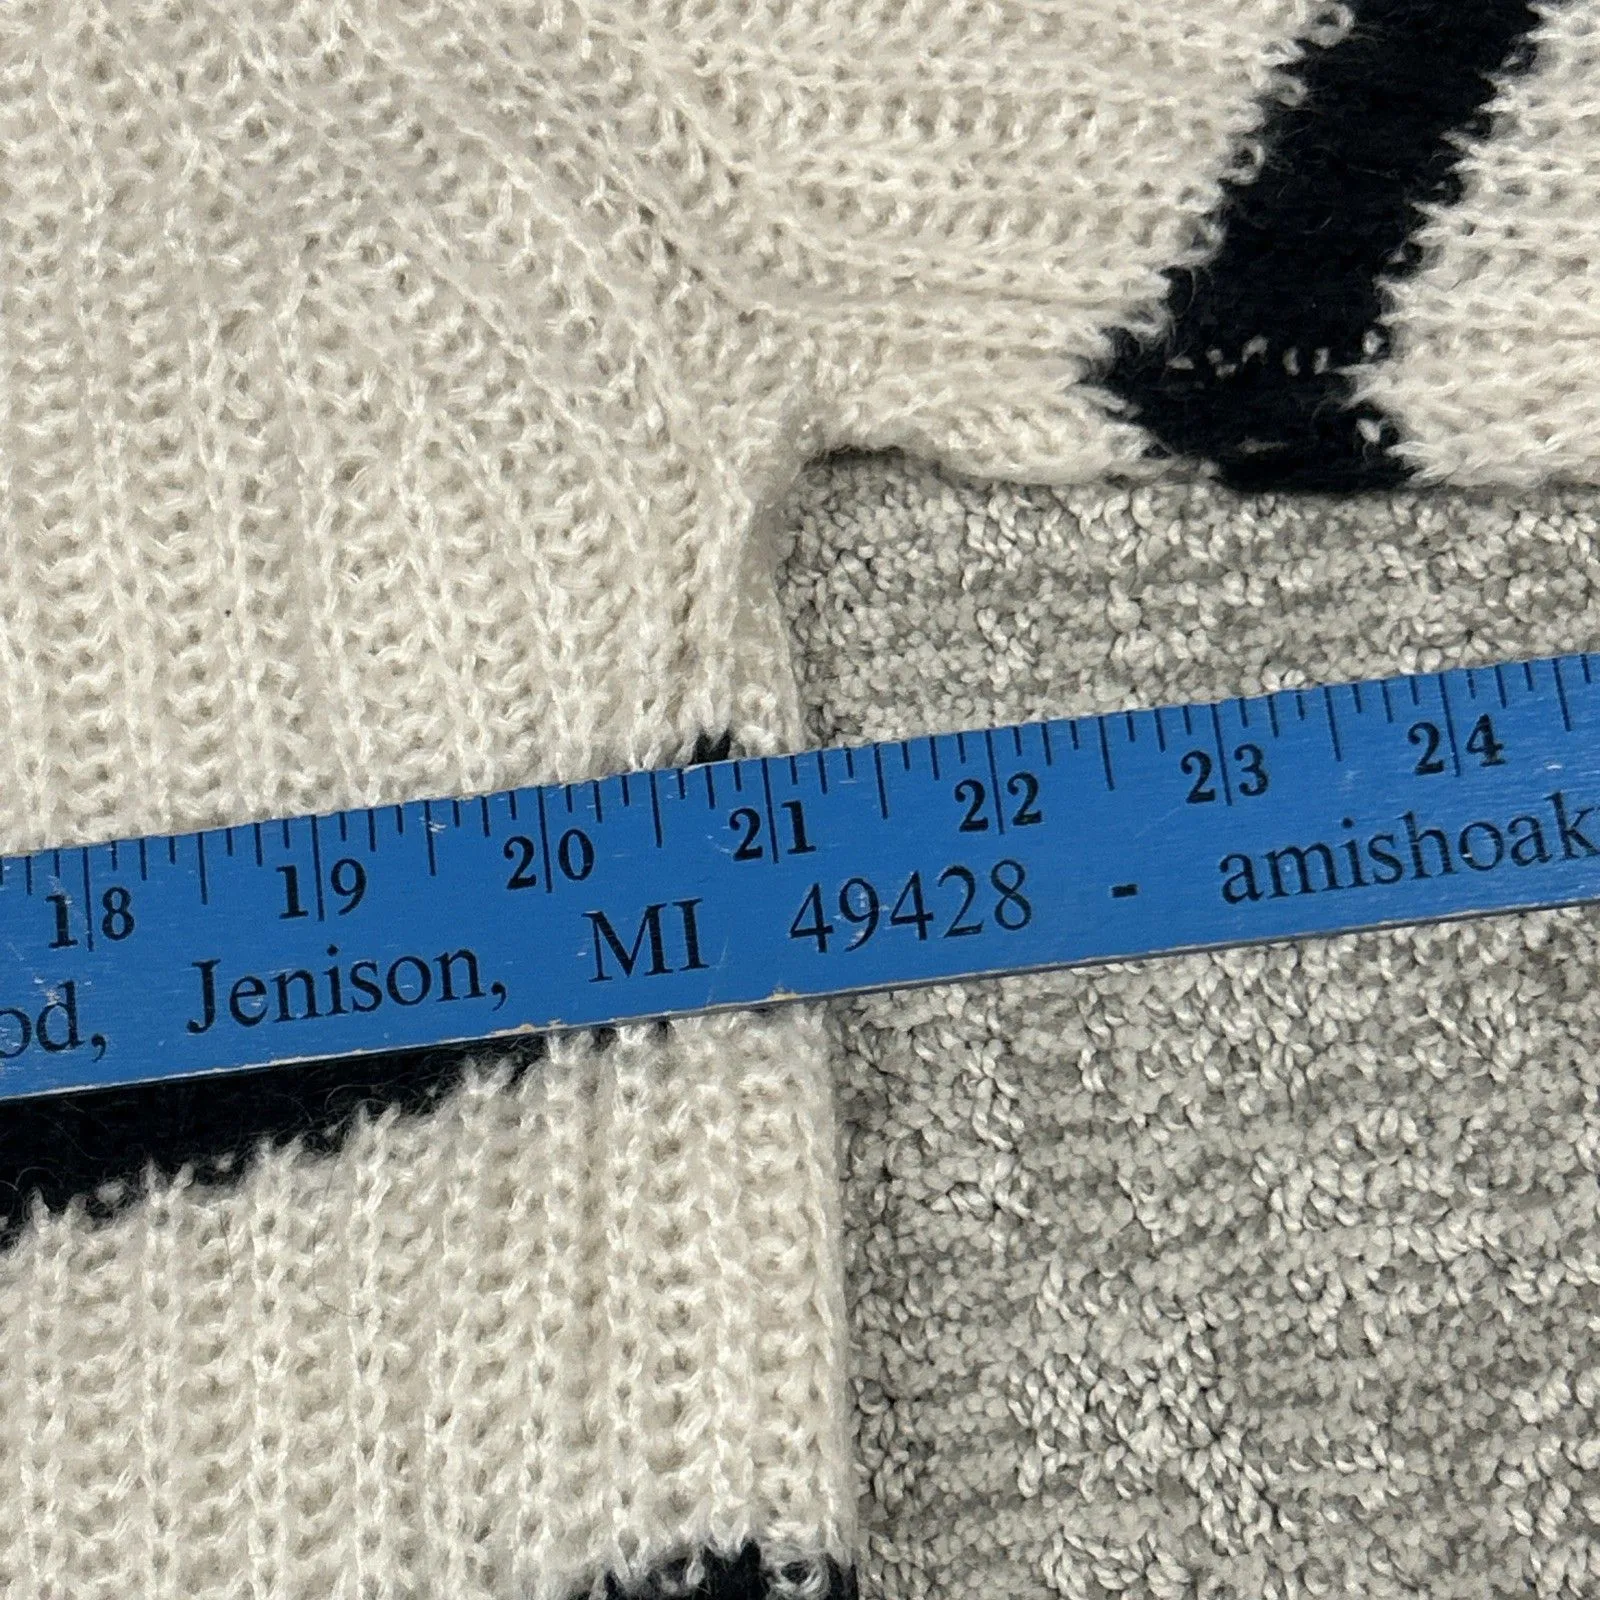 18 19 20 21 22 23 24
od, Jenison, MI 49428 - amishoak